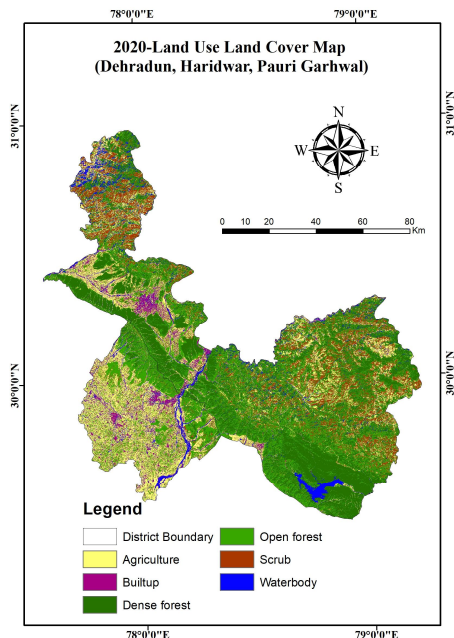 78°0'0"E 79°0'0"E
2020-Land Use Land Cover Map
(Dehradun, Haridwar, Pauri Garhwal)
31°0'0"N 31°0'0"N
N
W E
S
0 10 20 40 60 80
Km
30°0'0"N 30°0'0"N
Legend
District Boundary Open forest
Agriculture Scrub
Builtup Waterbody
Dense forest
78°0'0"E 79°0'0"E